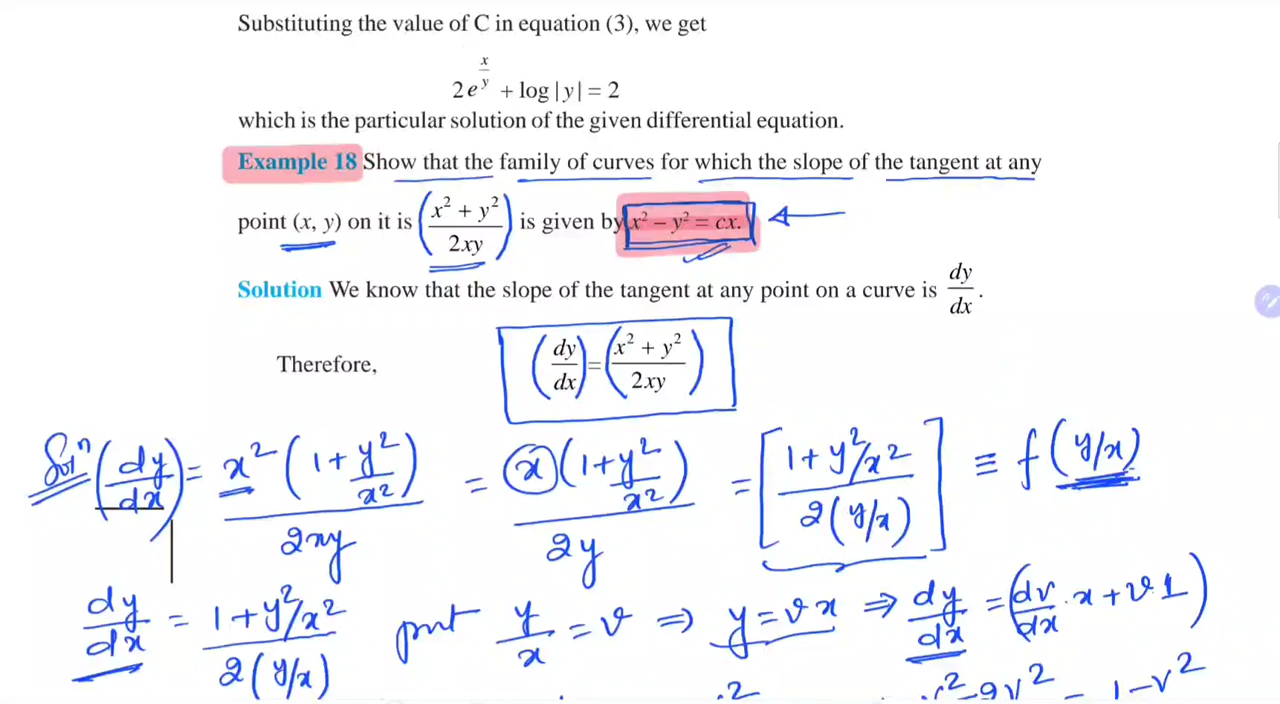 Substituting the value of C in equation (3), we get
2e^(x/y) + log|y| = 2
which is the particular solution of the given differential equation.
Example 18 Show that the family of curves for which the slope of the tangent at any
point (x, y) on it is (x² + y²)/(2xy) is given by x² – y² = cx.
Solution We know that the slope of the tangent at any point on a curve is dy/dx.
Therefore, (dy/dx) = (x² + y²)/(2xy)
Solⁿ (dy/dx) = x²(1 + y²/x²)/(2xy) = x(1 + y²/x²)/(2y) = [(1 + y²/x²)/(2(y/x))] ≡ f(y/x)
dy/dx = (1 + y²/x²)/(2(y/x)) put y/x = v ⇒ y = vx ⇒ dy/dx = (dv/dx · x + v·1)
= 1 – v²